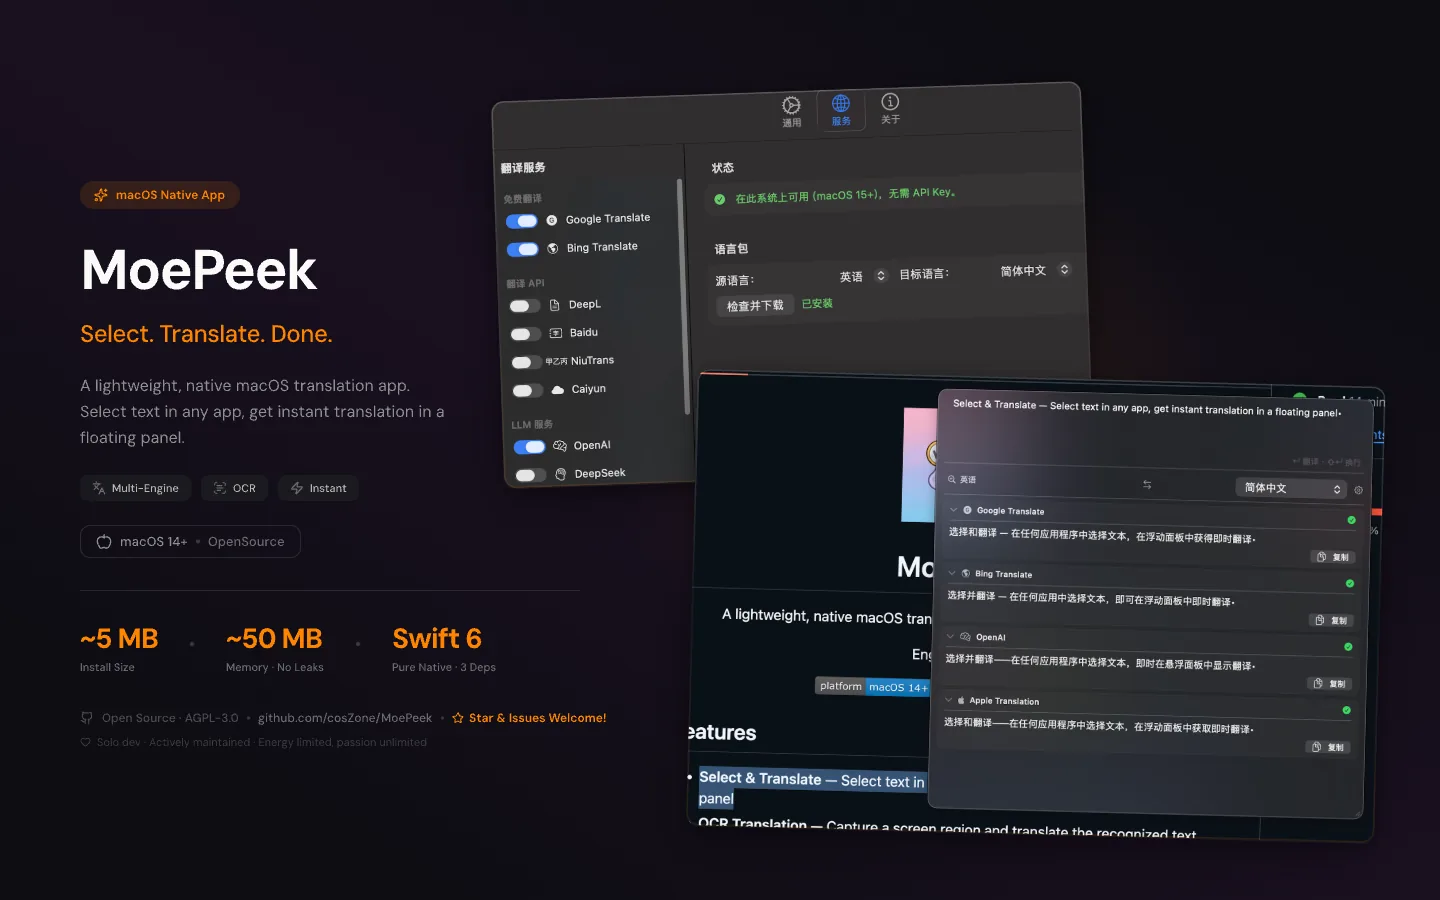 macOS Native App
MoePeek
Select. Translate. Done.
A lightweight, native macOS translation app.
Select text in any app, get instant translation in a
floating panel.
Multi-Engine
OCR
Instant
macOS 14+ • OpenSource
~5 MB
Install Size
~50 MB
Memory · No Leaks
Swift 6
Pure Native · 3 Deps
Open Source · AGPL-3.0 • github.com/cosZone/MoePeek • Star & Issues Welcome!
Solo dev · Actively maintained · Energy limited, passion unlimited
通用
服务
关于
翻译服务
免费翻译
Google Translate
Bing Translate
翻译 API
DeepL
Baidu
甲乙丙 NiuTrans
Caiyun
LLM 服务
OpenAI
DeepSeek
状态
在此系统上可用 (macOS 15+)，无需 API Key。
语言包
源语言：
英语
目标语言：
简体中文
检查并下载
已安装
Mo
A lightweight, native macOS tran
Eng
platform macOS 14+
eatures
• Select & Translate — Select text in
panel
OCR Translation — Capture a screen region and translate the recognized text
Select & Translate — Select text in any app, get instant translation in a floating panel.
英语
简体中文
Google Translate
选择和翻译 — 在任何应用程序中选择文本，在浮动面板中获得即时翻译。
复制
Bing Translate
选择并翻译 — 在任何应用中选择文本，即可在浮动面板中即时翻译。
复制
OpenAI
选择并翻译——在任何应用程序中选择文本，即时在悬浮面板中显示翻译。
复制
Apple Translation
选择和翻译——在任何应用程序中选择文本，在浮动面板中获取即时翻译。
复制